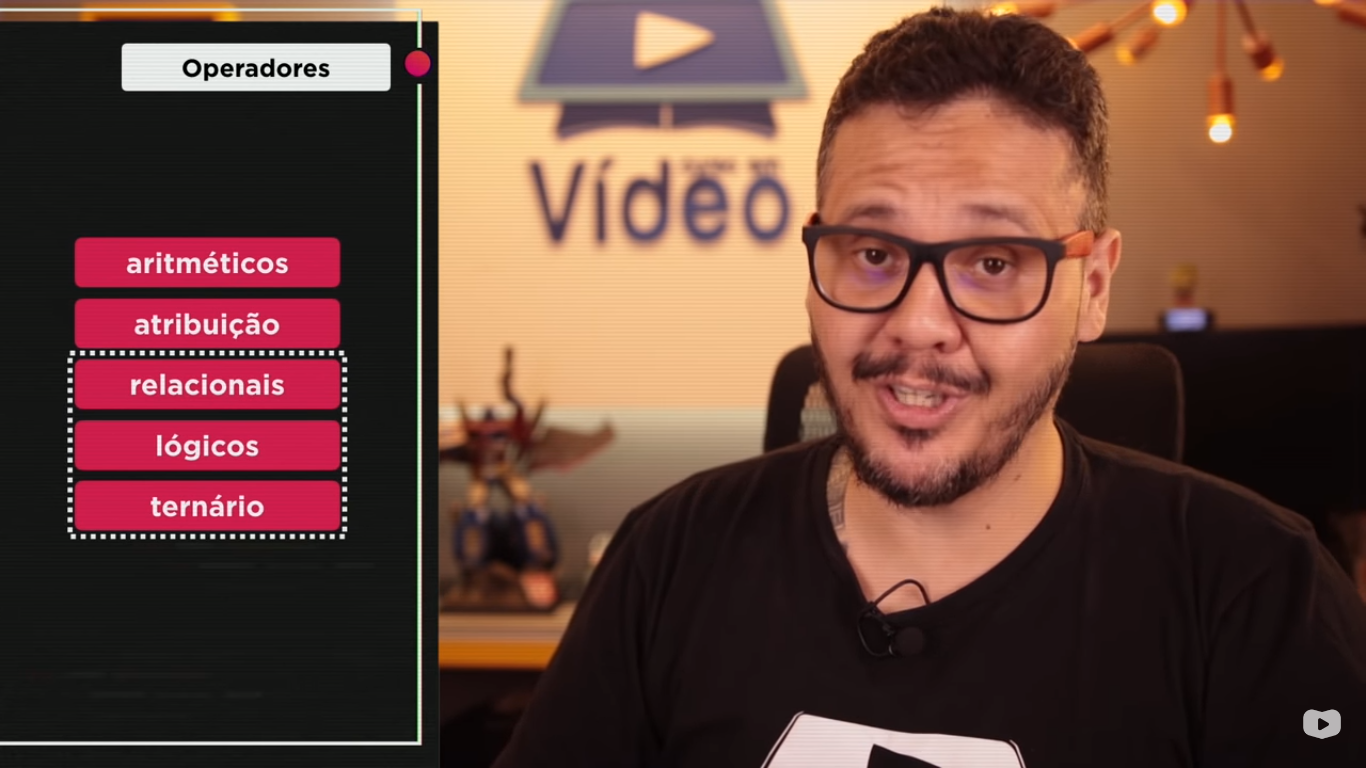 Operadores
aritméticos
atribuição
relacionais
lógicos
ternário
Vídeo